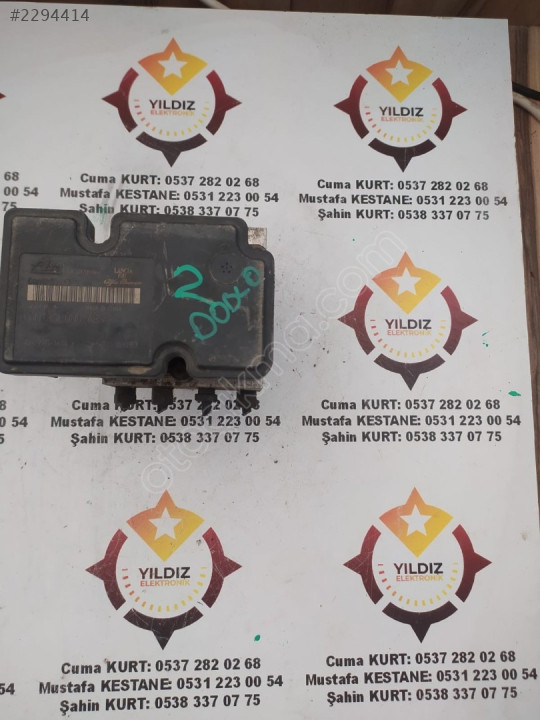 #2294414
YILDIZ
ELEKTRONİK
YILDIZ
ELEKTRONİK
68
00 54
75
Cuma KURT: 0537 282 02 68
Mustafa KESTANE: 0531 223 00 54
Şahin KURT: 0538 337 07 75
Cuma KURT: 0537 282 02 68
Mustafa KESTANE: 0531 223 00 54
Şahin KURT: 0538 337 07 75
2
DOBLO
YILDIZ
ELEKTRONİK
Cuma KURT: 0537 282 02 68
Mustafa KESTANE: 0531 223 00 54
Şahin KURT: 0538 337 07 75
Cuma KURT: 0537 282 02 68
Mustafa KESTANE: 0531 223 00 54
Şahin KURT: 0538 337 07 75
YILDIZ
ELEKTRONİK
YILDIZ
ELEKTRONİK
54
Cuma KURT: 0537 282 02 68
Mustafa KESTANE: 0531 223 00 54
Şahin KURT: 0538 337 07 75
Cuma KURT: 0537 282 02 68
Mustafa KESTANE: 0531 223 00 54
Şahin KURT: 0538 337 07 75